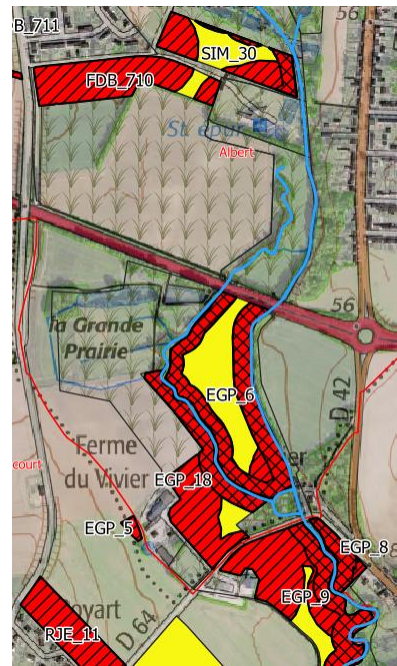 DB_711
56
SIM_30
FDB_710
St épur
Albert
56
la Grande
Prairie
D 42
EGP_6
Ferme
du Vivier
court
EGP_18
EGP_5
EGP_8
EGP_9
oyart
RJE_11
D 64